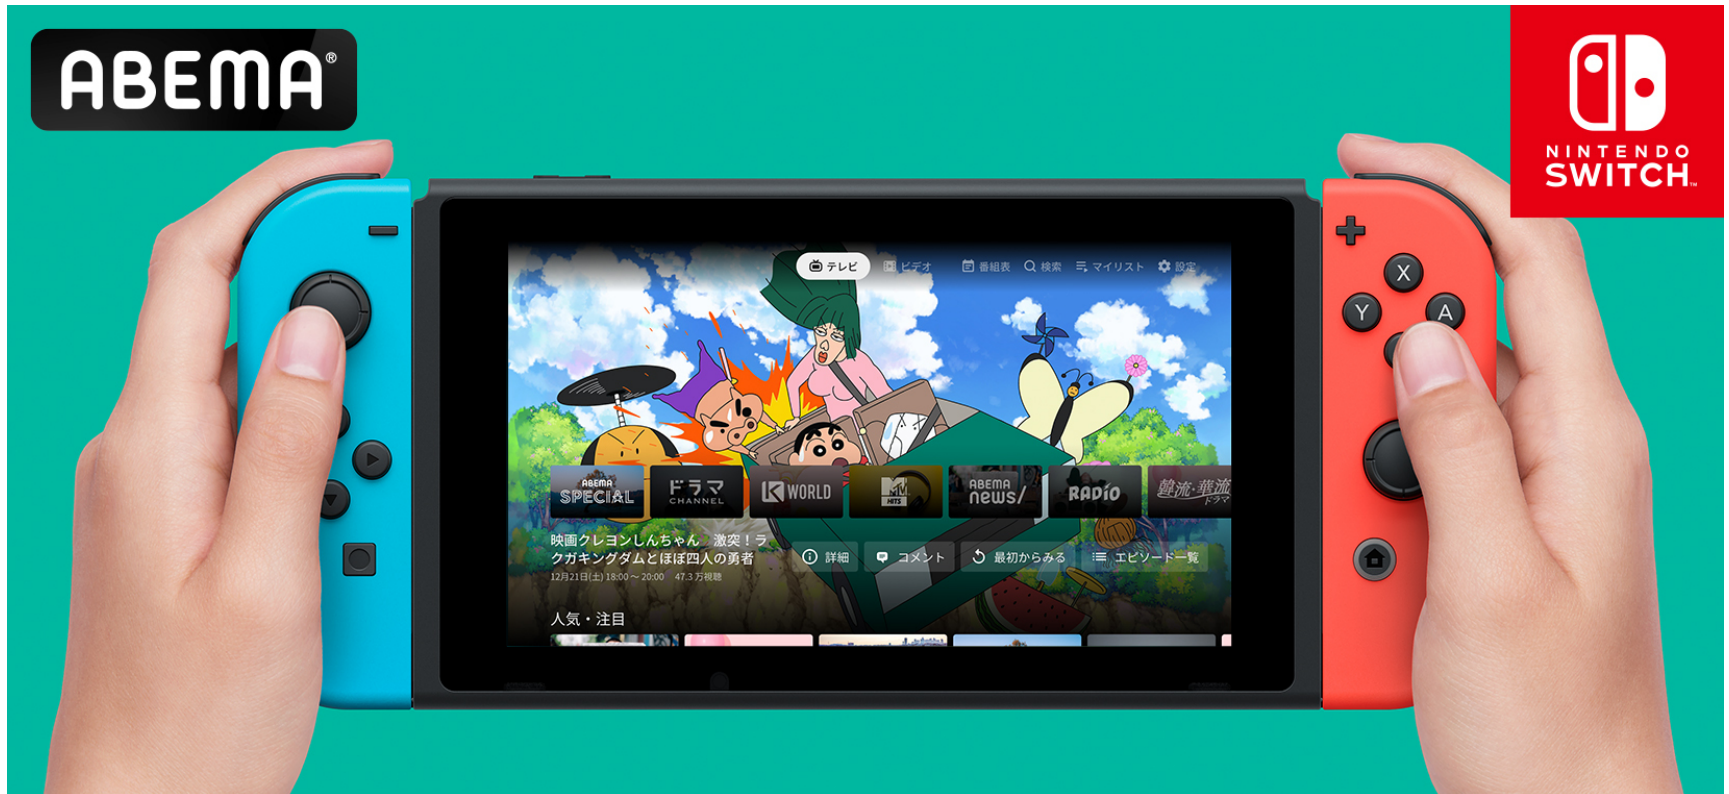 ABEMA®
NINTENDO
SWITCH™
テレビ
ビデオ
番組表
検索
マイリスト
設定
X
Y
A
ABEMA
SPECIAL
ドラマ
CHANNEL
K WORLD
MTV
HITS
ABEMA
news/
RADIO
韓流・華流
ドラマ
映画クレヨンしんちゃん 激突！ラ
クガキングダムとほぼ四人の勇者
12月21日(土) 18:00 ～ 20:00 47.3 万視聴
詳細
コメント
最初からみる
エピソード一覧
人気・注目